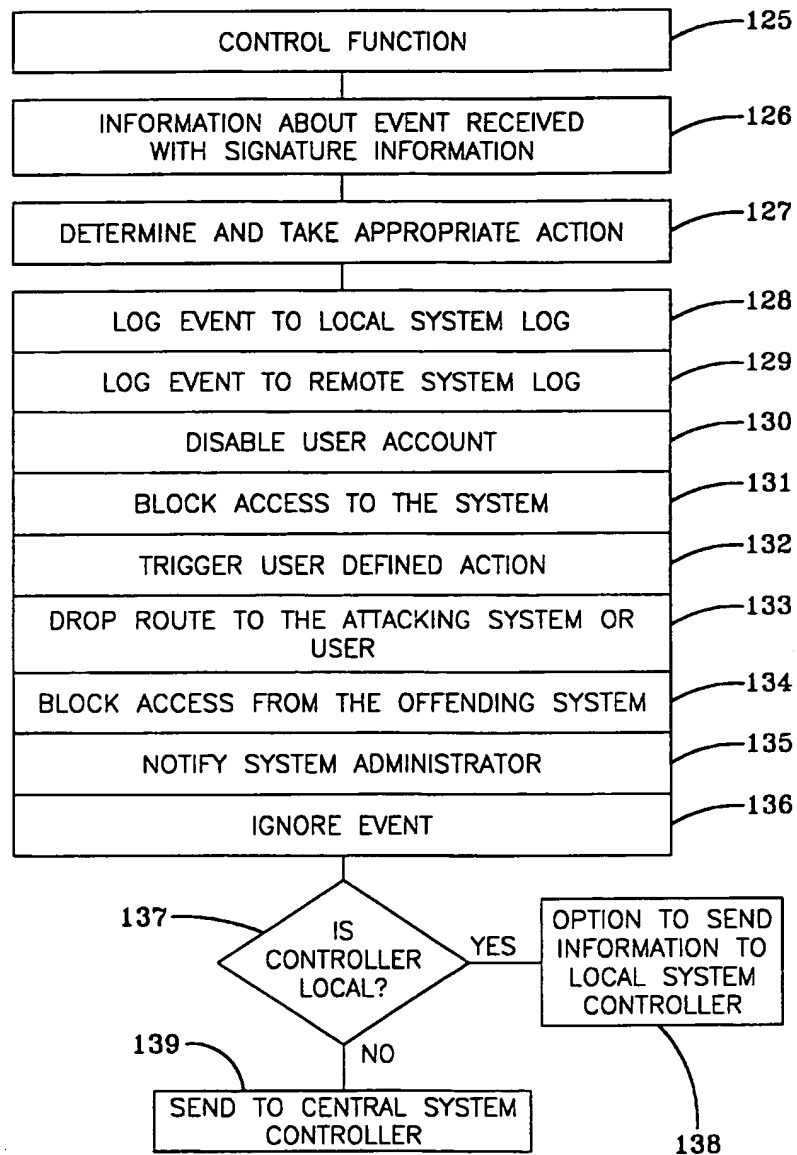 CONTROL FUNCTION
125
INFORMATION ABOUT EVENT RECEIVED
WITH SIGNATURE INFORMATION
126
DETERMINE AND TAKE APPROPRIATE ACTION
127
LOG EVENT TO LOCAL SYSTEM LOG
128
LOG EVENT TO REMOTE SYSTEM LOG
129
DISABLE USER ACCOUNT
130
BLOCK ACCESS TO THE SYSTEM
131
TRIGGER USER DEFINED ACTION
132
DROP ROUTE TO THE ATTACKING SYSTEM OR
USER
133
BLOCK ACCESS FROM THE OFFENDING SYSTEM
134
NOTIFY SYSTEM ADMINISTRATOR
135
IGNORE EVENT
136
137
IS
CONTROLLER
LOCAL?
YES
OPTION TO SEND
INFORMATION TO
LOCAL SYSTEM
CONTROLLER
138
NO
139
SEND TO CENTRAL SYSTEM
CONTROLLER